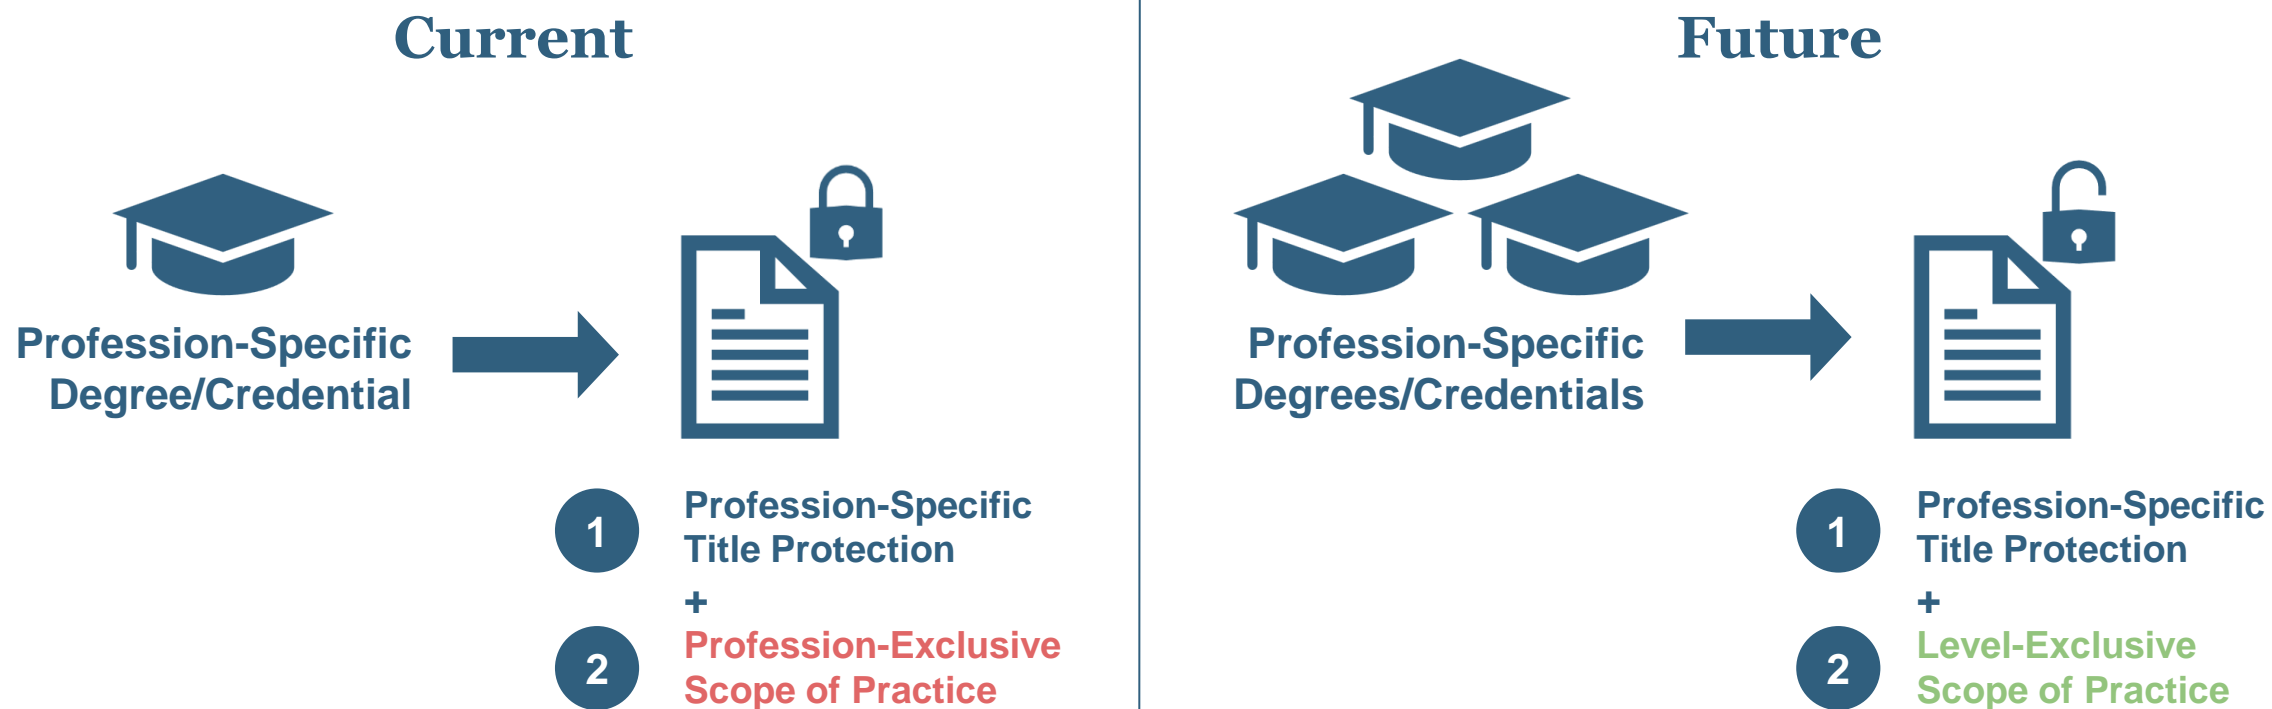 Current
Profession-Specific
Degree/Credential
1
Profession-Specific
Title Protection
+
2
Profession-Exclusive
Scope of Practice
Future
Profession-Specific
Degrees/Credentials
1
Profession-Specific
Title Protection
+
2
Level-Exclusive
Scope of Practice